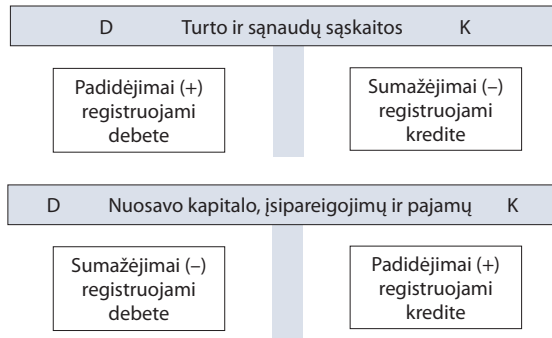 D Turto ir sąnaudų sąskaitos K
Padidėjimai (+)
registruojami
debete
Sumažėjimai (–)
registruojami
kredite
D Nuosavo kapitalo, įsipareigojimų ir pajamų K
Sumažėjimai (–)
registruojami
debete
Padidėjimai (+)
registruojami
kredite